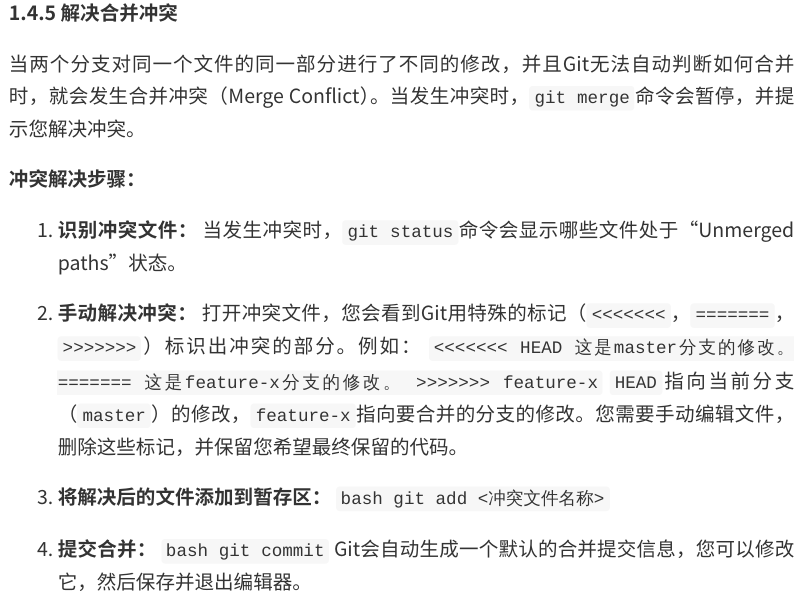 1.4.5 解决合并冲突
当两个分支对同一个文件的同一部分进行了不同的修改，并且Git无法自动判断如何合并
时，就会发生合并冲突（Merge Conflict）。当发生冲突时， git merge 命令会暂停，并提
示您解决冲突。
冲突解决步骤：
1. 识别冲突文件： 当发生冲突时， git status 命令会显示哪些文件处于“Unmerged
paths”状态。
2. 手动解决冲突： 打开冲突文件，您会看到Git用特殊的标记（ <<<<<<< ， ======= ，
>>>>>>> ）标识出冲突的部分。例如： <<<<<<< HEAD 这是master分支的修改。
======= 这是feature-x分支的修改。 >>>>>>> feature-x HEAD 指向当前分支
（ master ）的修改， feature-x 指向要合并的分支的修改。您需要手动编辑文件，
删除这些标记，并保留您希望最终保留的代码。
3. 将解决后的文件添加到暂存区： bash git add <冲突文件名称>
4. 提交合并： bash git commit Git会自动生成一个默认的合并提交信息，您可以修改
它，然后保存并退出编辑器。